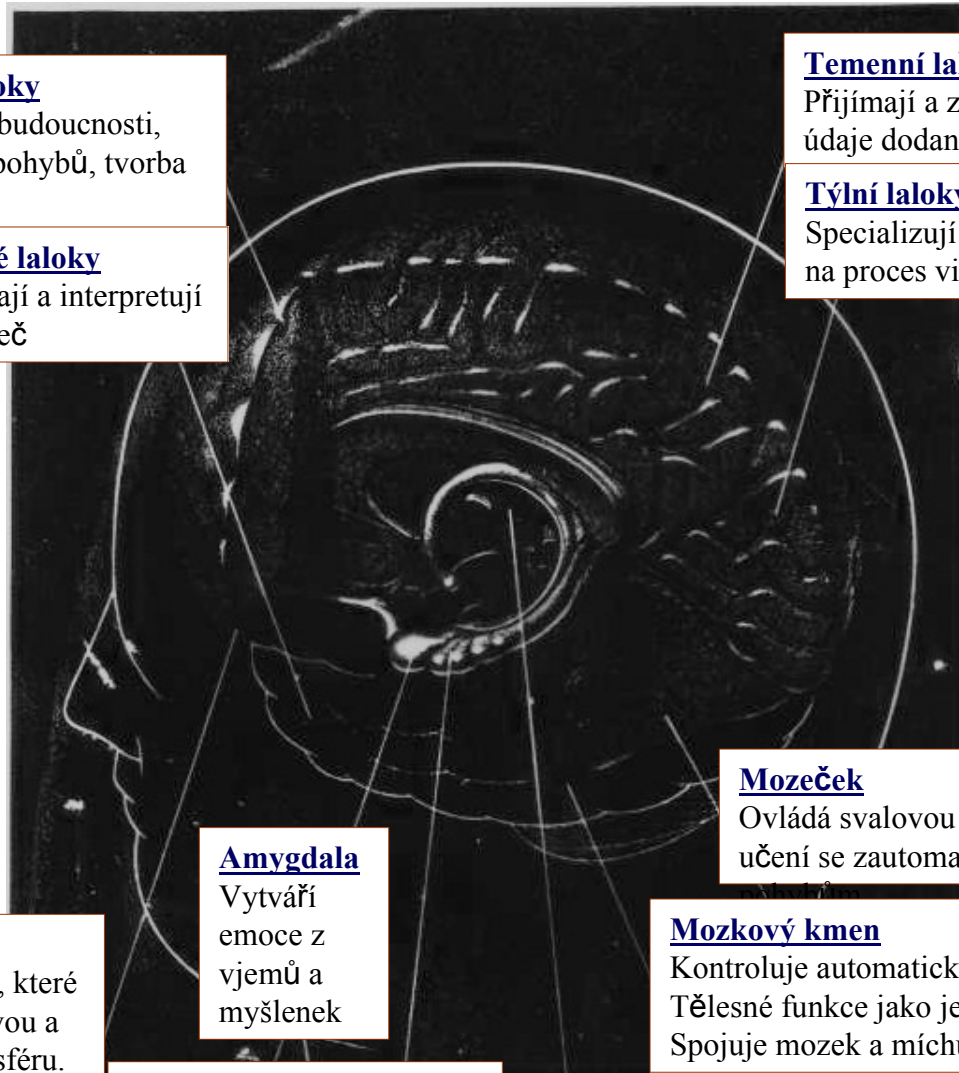 oky
budoucnosti,
pohybů, tvorba
é laloky
ají a interpretují
eč
Temenní la
Přijímají a z
údaje dodan
Týlní laloky
Specializují
na proces vi
Mozeček
Ovládá svalovou
učení se zautoma
pohybům
Amygdala
Vytváří
emoce z
vjemů a
myšlenek
Mozkový kmen
Kontroluje automatick
Tělesné funkce jako je
Spojuje mozek a míchu
, které
vou a
sféru.